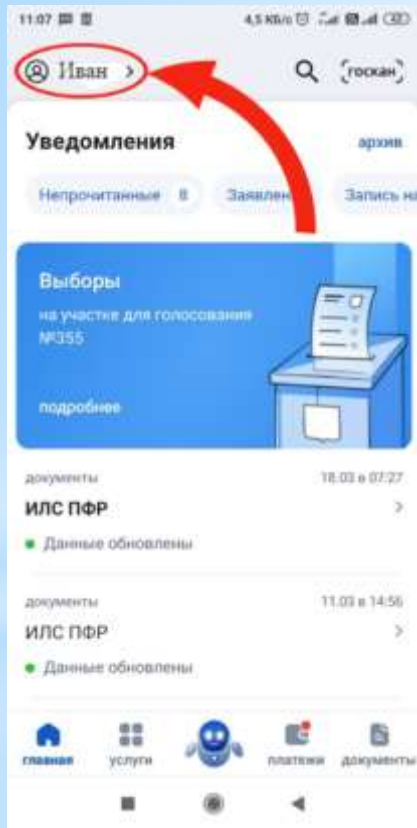 11:07
4,5 КБ/с
Иван
госкан
Уведомления
архив
Непрочитанные 8
Заявлен
Запись на
Выборы
на участке для голосования
№355
подробнее
документы
18.03 в 07:27
ИЛС ПФР
Данные обновлены
документы
11.03 в 14:56
ИЛС ПФР
Данные обновлены
главная
услуги
платежи
документы